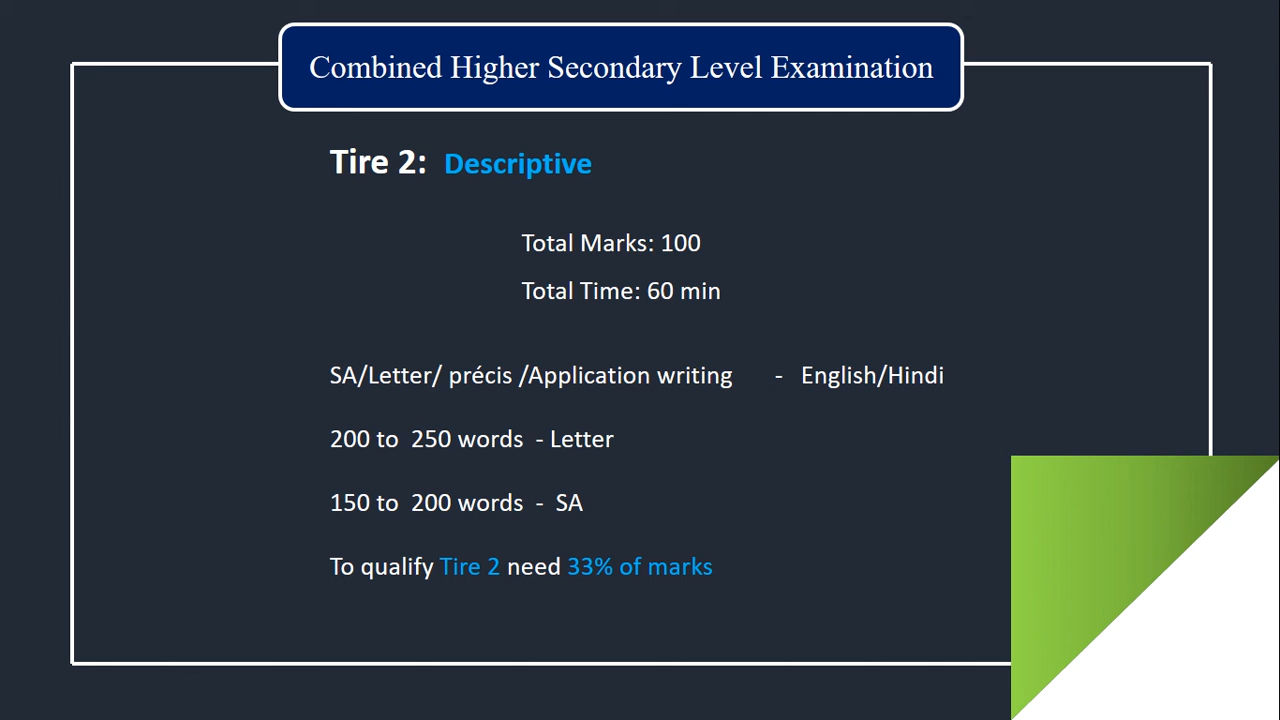 Combined Higher Secondary Level Examination
Tire 2: Descriptive
Total Marks: 100
Total Time: 60 min
SA/Letter/ précis /Application writing - English/Hindi
200 to 250 words - Letter
150 to 200 words - SA
To qualify Tire 2 need 33% of marks